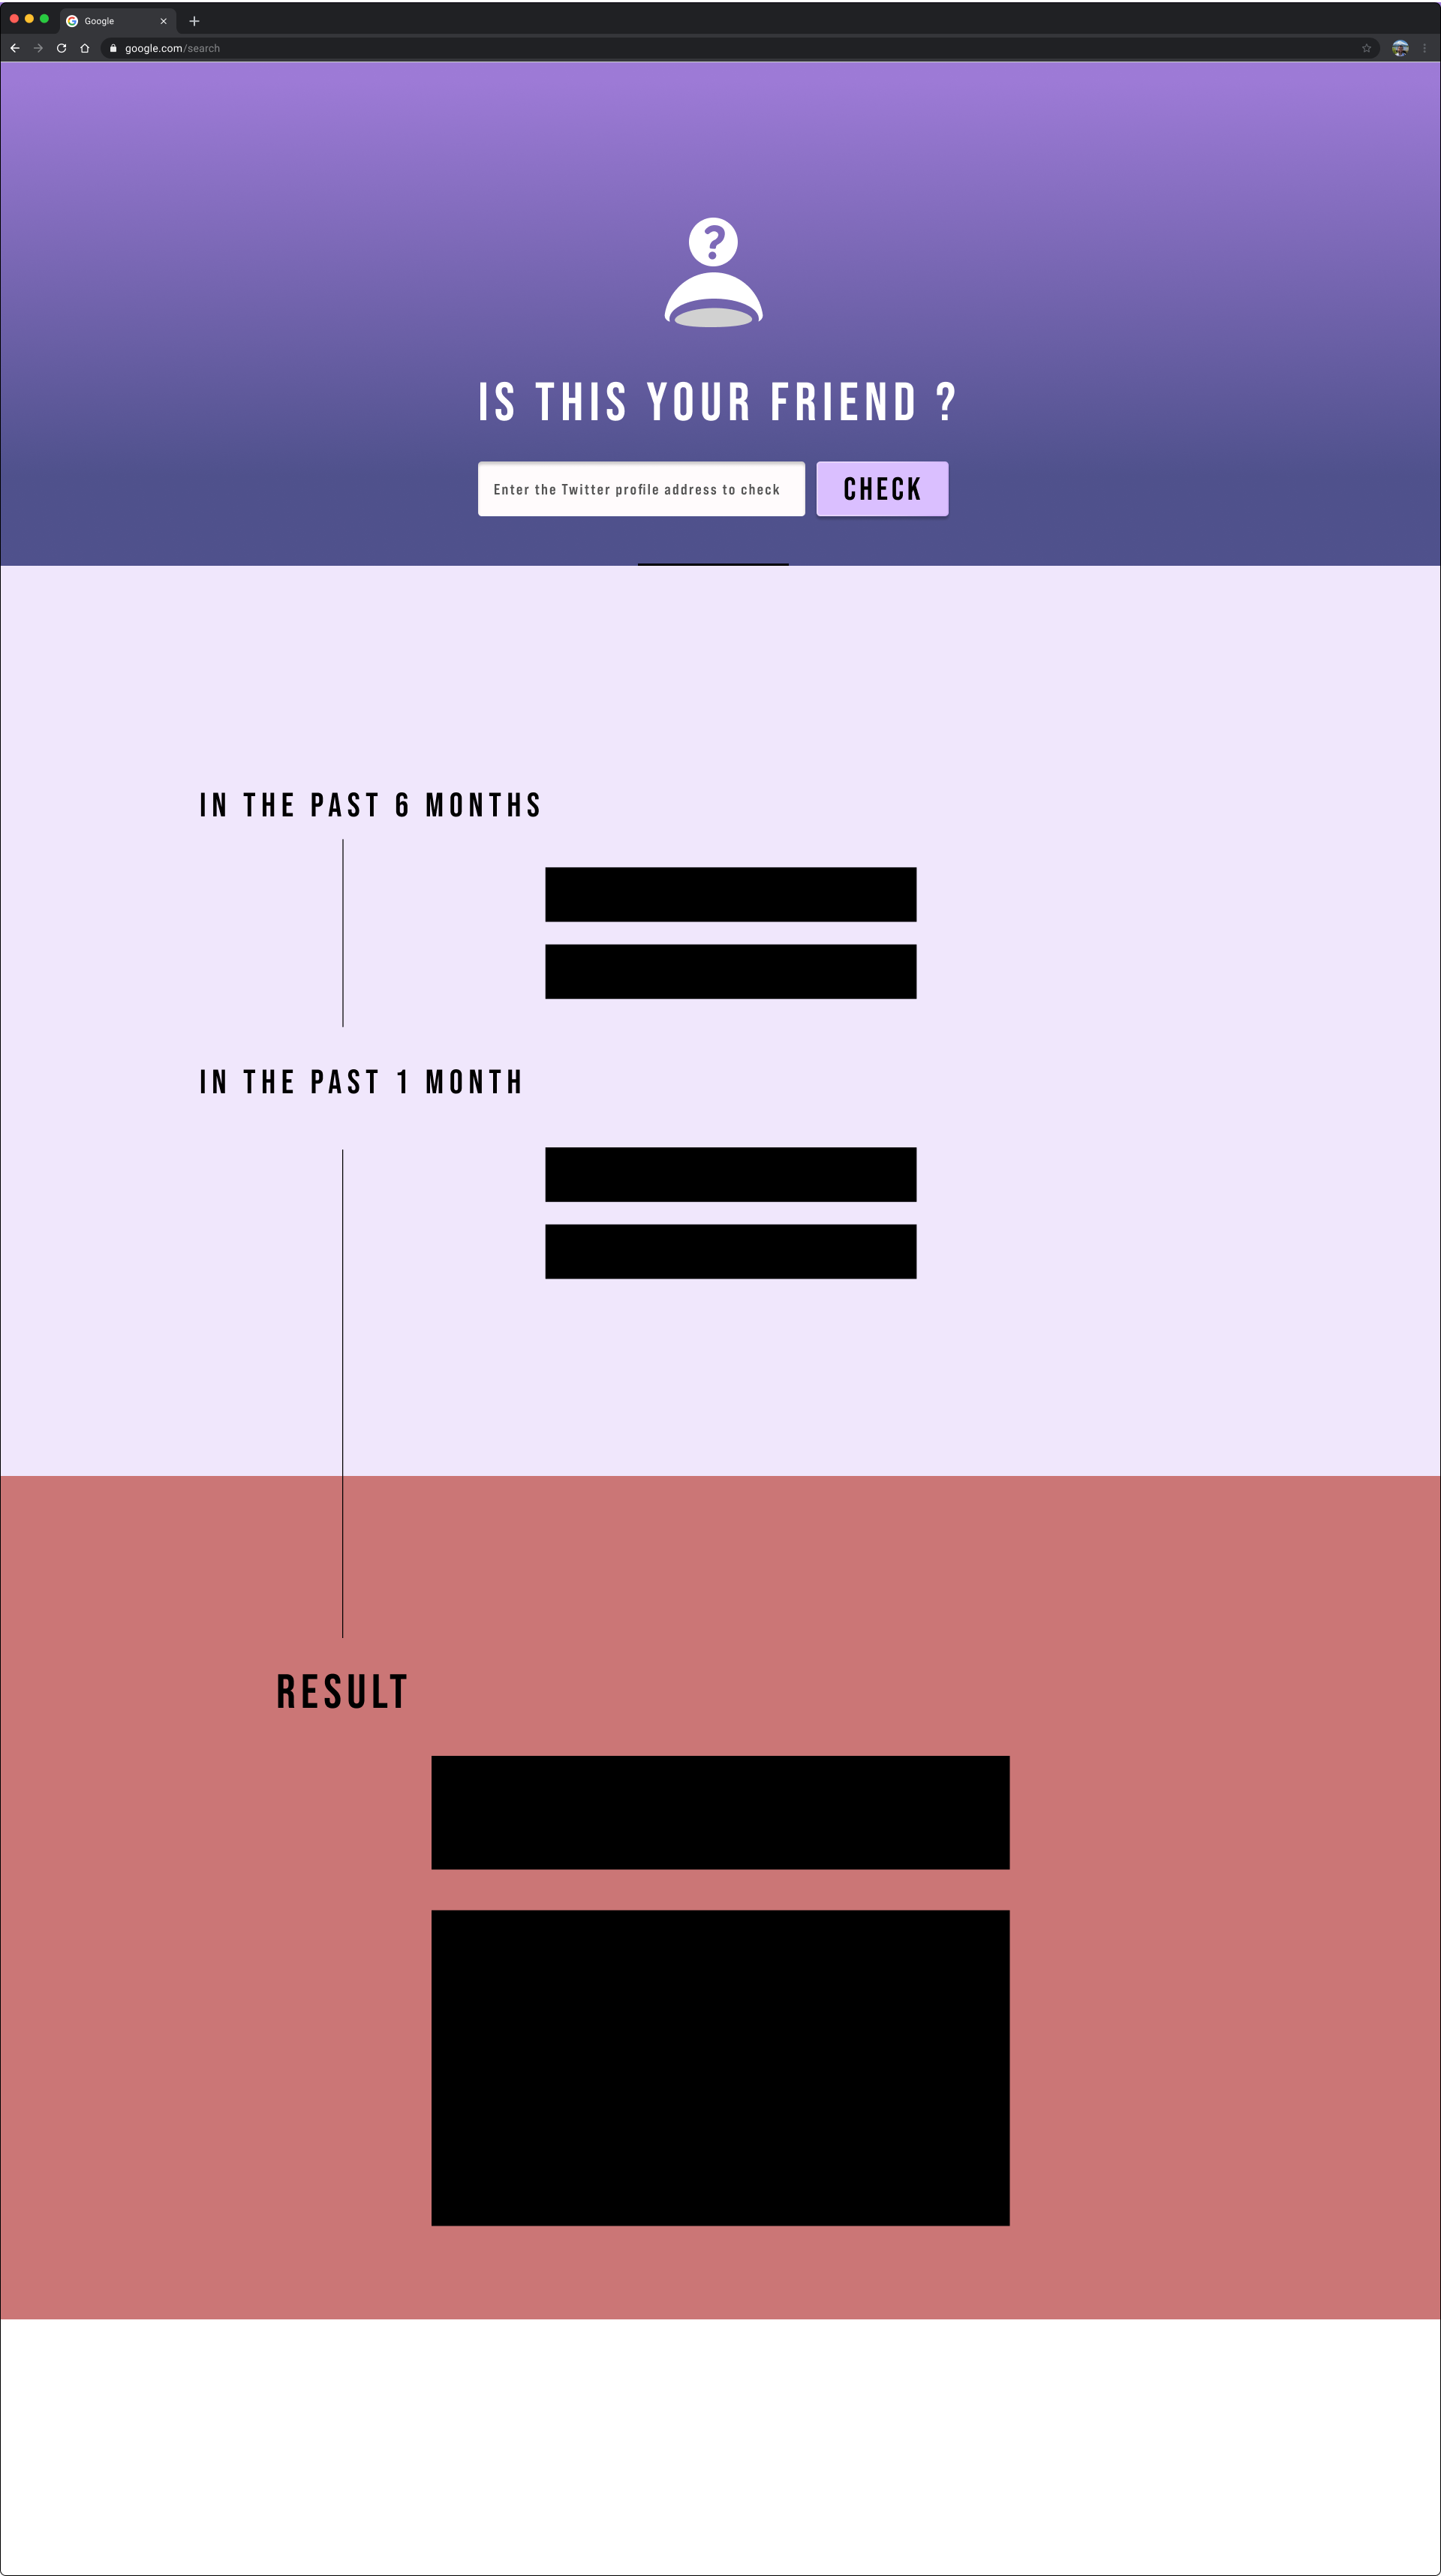 Google
google.com/search
?
IS THIS YOUR FRIEND ?
Enter the Twitter profile address to check
CHECK
IN THE PAST 6 MONTHS
IN THE PAST 1 MONTH
RESULT